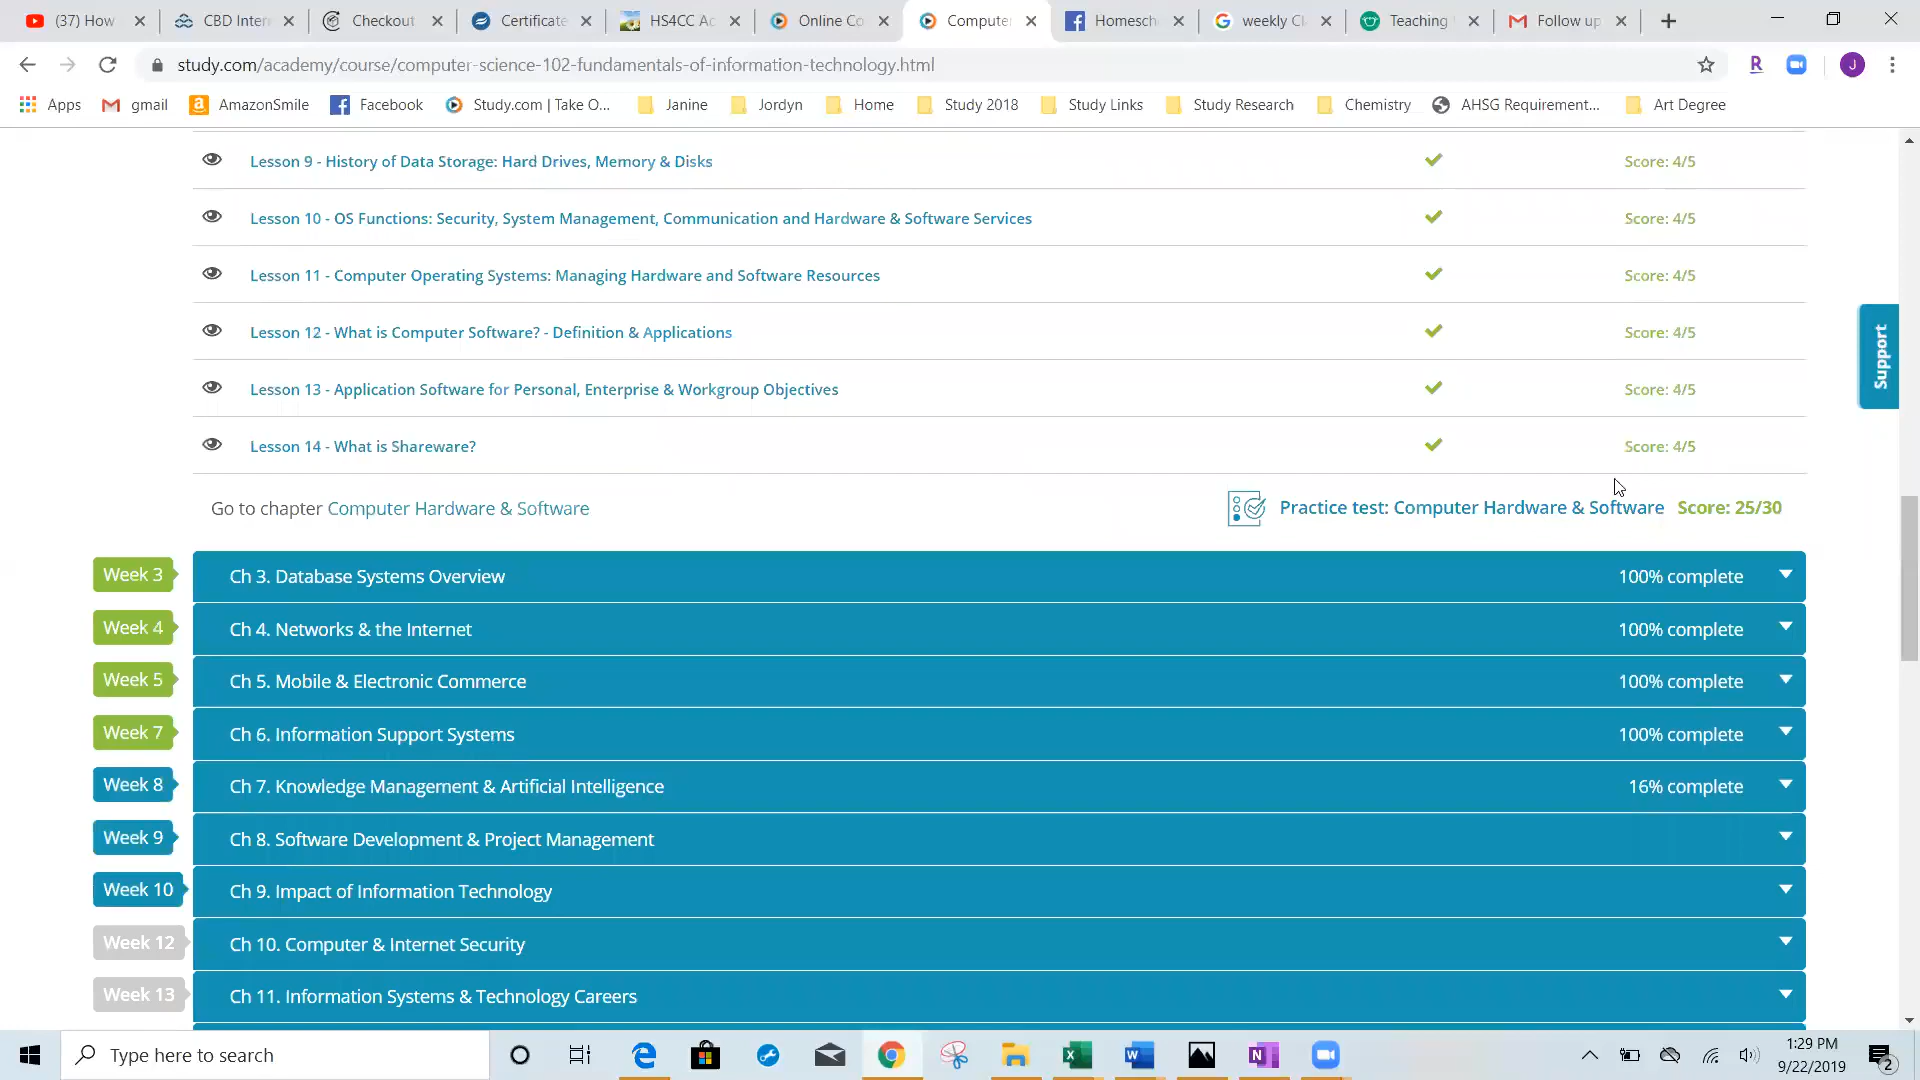 (37) How
CBD Inter
Checkout
Certificate
HS4CC Ac
Online Co
Computer
Homesch
weekly Cl
Teaching
Follow up
study.com/academy/course/computer-science-102-fundamentals-of-information-technology.html
R
J
Apps
gmail
AmazonSmile
Facebook
Study.com | Take O...
Janine
Jordyn
Home
Study 2018
Study Links
Study Research
Chemistry
AHSG Requirement...
Art Degree
Lesson 9 - History of Data Storage: Hard Drives, Memory & Disks Score: 4/5
Lesson 10 - OS Functions: Security, System Management, Communication and Hardware & Software Services Score: 4/5
Lesson 11 - Computer Operating Systems: Managing Hardware and Software Resources Score: 4/5
Lesson 12 - What is Computer Software? - Definition & Applications Score: 4/5
Lesson 13 - Application Software for Personal, Enterprise & Workgroup Objectives Score: 4/5
Lesson 14 - What is Shareware? Score: 4/5
Support
Go to chapter Computer Hardware & Software
Practice test: Computer Hardware & Software Score: 25/30
Week 3 Ch 3. Database Systems Overview 100% complete
Week 4 Ch 4. Networks & the Internet 100% complete
Week 5 Ch 5. Mobile & Electronic Commerce 100% complete
Week 7 Ch 6. Information Support Systems 100% complete
Week 8 Ch 7. Knowledge Management & Artificial Intelligence 16% complete
Week 9 Ch 8. Software Development & Project Management
Week 10 Ch 9. Impact of Information Technology
Week 12 Ch 10. Computer & Internet Security
Week 13 Ch 11. Information Systems & Technology Careers
Type here to search
1:29 PM
9/22/2019
2